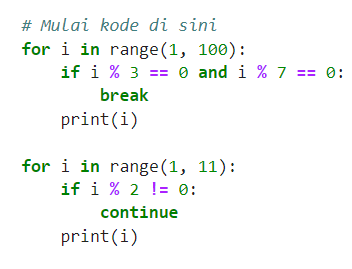 # Mulai kode di sini
for i in range(1, 100):
    if i % 3 == 0 and i % 7 == 0:
        break
    print(i)

for i in range(1, 11):
    if i % 2 != 0:
        continue
    print(i)